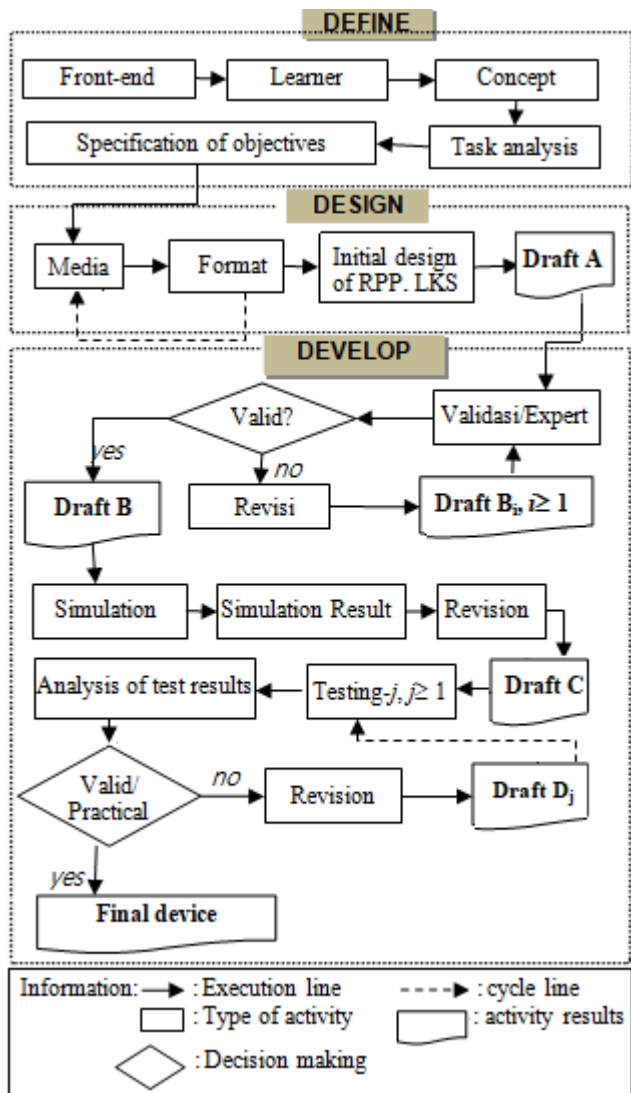 DEFINE
Front-end
Learner
Concept
Specification of objectives
Task analysis
DESIGN
Media
Format
Initial design
of RPP. LKS
Draft A
DEVELOP
Valid?
Validasi/Expert
yes
no
Draft B
Revisi
Draft Bi, i≥ 1
Simulation
Simulation Result
Revision
Analysis of test results
Testing-j, j≥ 1
Draft C
Valid/
Practical
no
Revision
Draft Dj
yes
Final device
Information: : Execution line : cycle line
: Type of activity : activity results
: Decision making